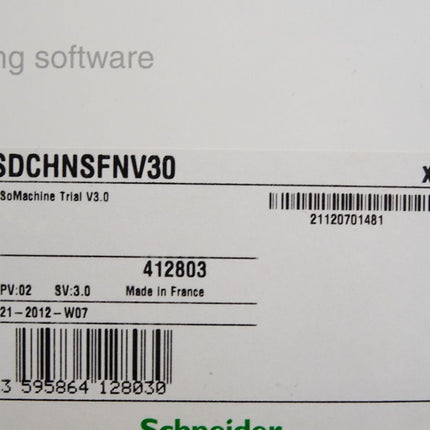 ng software
SDCHNSFNV30
X
SoMachine Trial V3.0
21120701481
412803
PV:02 SV:3.0 Made in France
21-2012-W07
3 595864 128030
Schneider